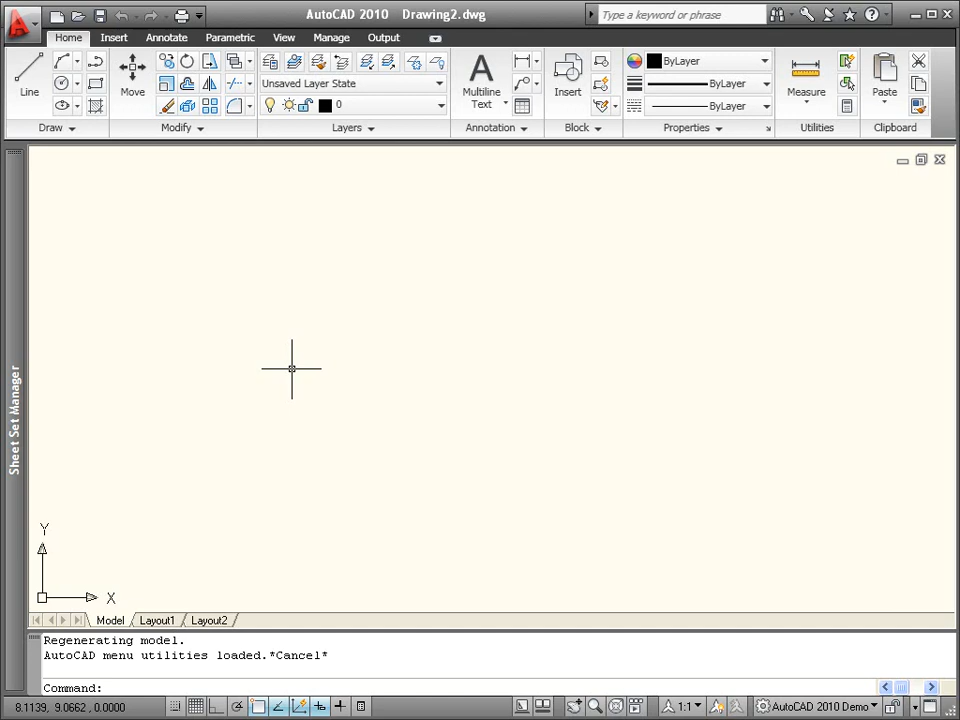 AutoCAD 2010 Drawing2.dwg
Type a keyword or phrase
Home Insert Annotate Parametric View Manage Output
Line
Move
Unsaved Layer State
0
A
Multiline
Text
Insert
ByLayer
ByLayer
ByLayer
Measure
Paste
Draw
Modify
Layers
Annotation
Block
Properties
Utilities
Clipboard
Sheet Set Manager
Y
X
Model Layout1 Layout2
Regenerating model.
AutoCAD menu utilities loaded.*Cancel*
Command:
8.1139, 9.0662 , 0.0000
1:1
AutoCAD 2010 Demo